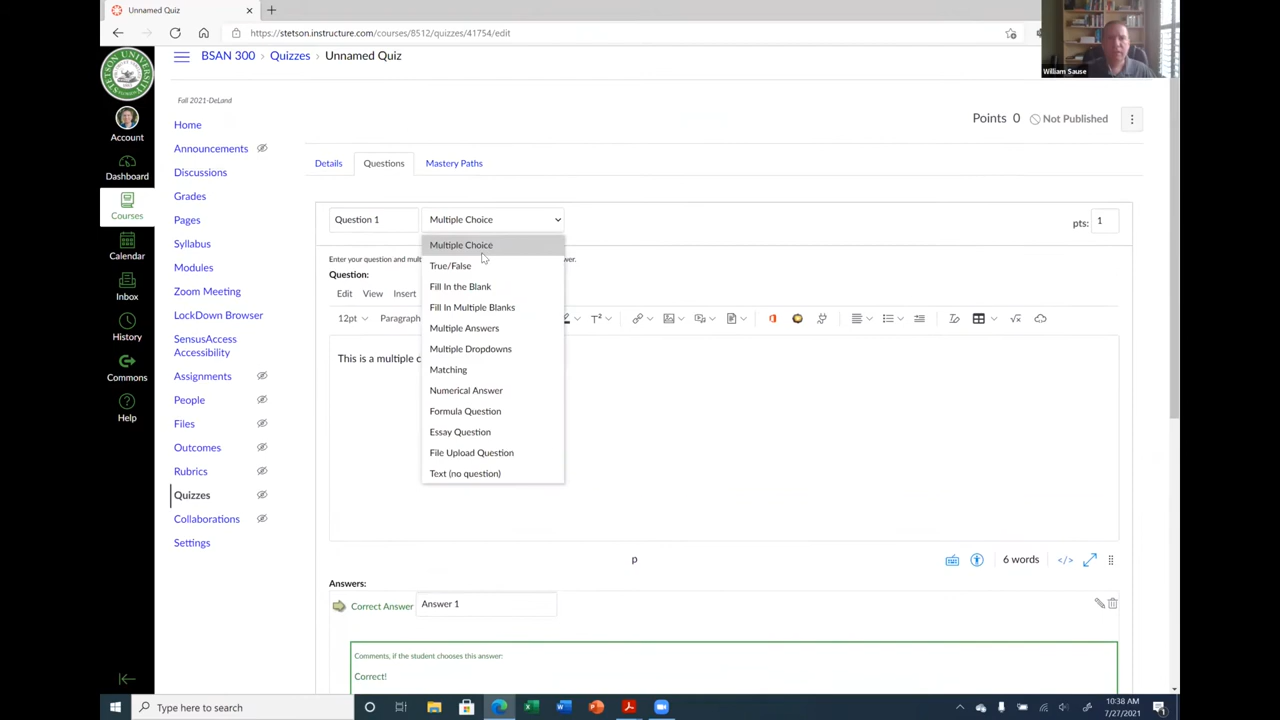 Unnamed Quiz
https://stetson.instructure.com/courses/8512/quizzes/41754/edit
William Sause
BSAN 300 > Quizzes > Unnamed Quiz
Fall 2021-DeLand
Account
Dashboard
Courses
Calendar
Inbox
History
Commons
Help
Home
Announcements
Discussions
Grades
Pages
Syllabus
Modules
Zoom Meeting
LockDown Browser
SensusAccess
Accessibility
Assignments
People
Files
Outcomes
Rubrics
Quizzes
Collaborations
Settings
Points 0 Not Published
Details Questions Mastery Paths
Question 1 Multiple Choice pts: 1
Multiple Choice
True/False
Fill In the Blank
Fill In Multiple Blanks
Multiple Answers
Multiple Dropdowns
Matching
Numerical Answer
Formula Question
Essay Question
File Upload Question
Text (no question)
Enter your question and mult er.
Question:
Edit View Insert
12pt Paragraph
This is a multiple c
p 6 words </>
Answers:
Correct Answer Answer 1
Comments, if the student chooses this answer:
Correct!
Type here to search
10:38 AM
7/27/2021